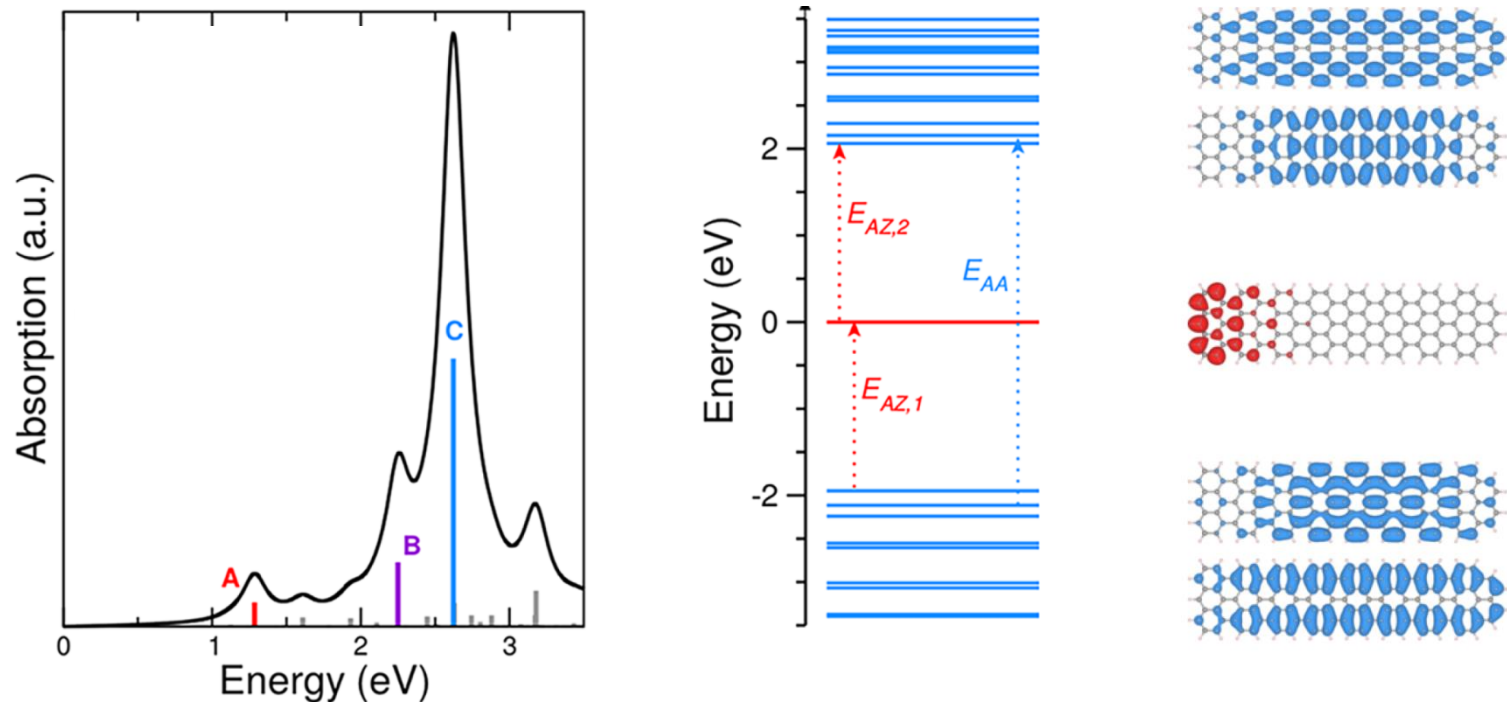 Absorption (a.u.)
A
B
C
0
1
2
3
Energy (eV)
Energy (eV)
2
0
-2
E_AZ,2
E_AA
E_AZ,1